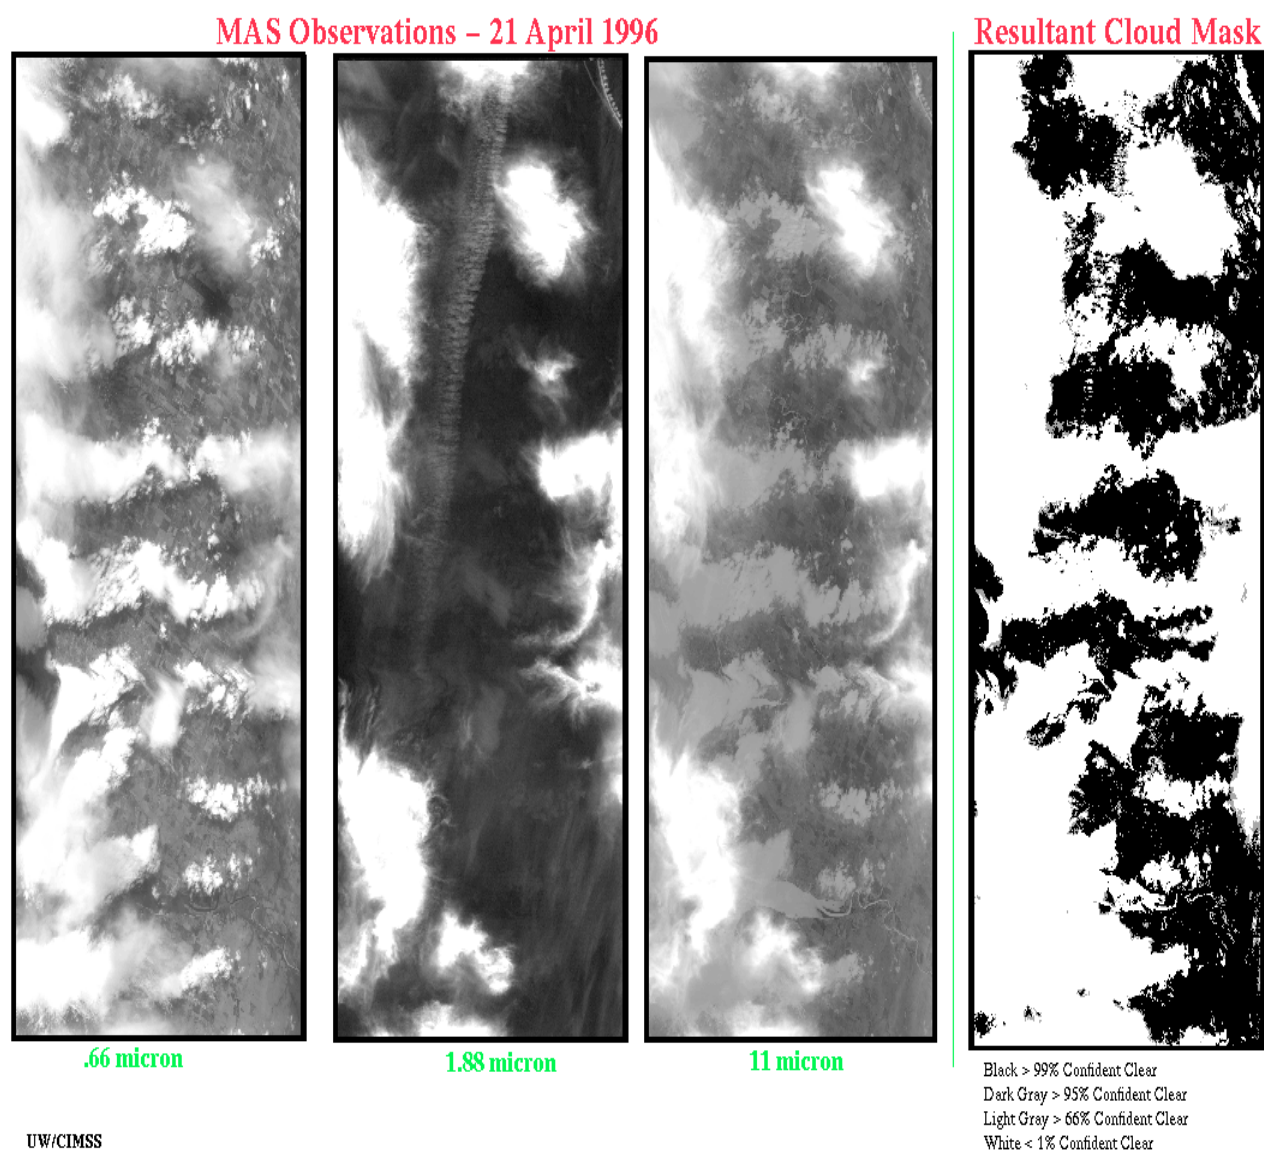 MAS Observations – 21 April 1996
Resultant Cloud Mask
.66 micron
1.88 micron
11 micron
Black > 99% Confident Clear
Dark Gray > 95% Confident Clear
Light Gray > 66% Confident Clear
White < 1% Confident Clear
UW/CIMSS